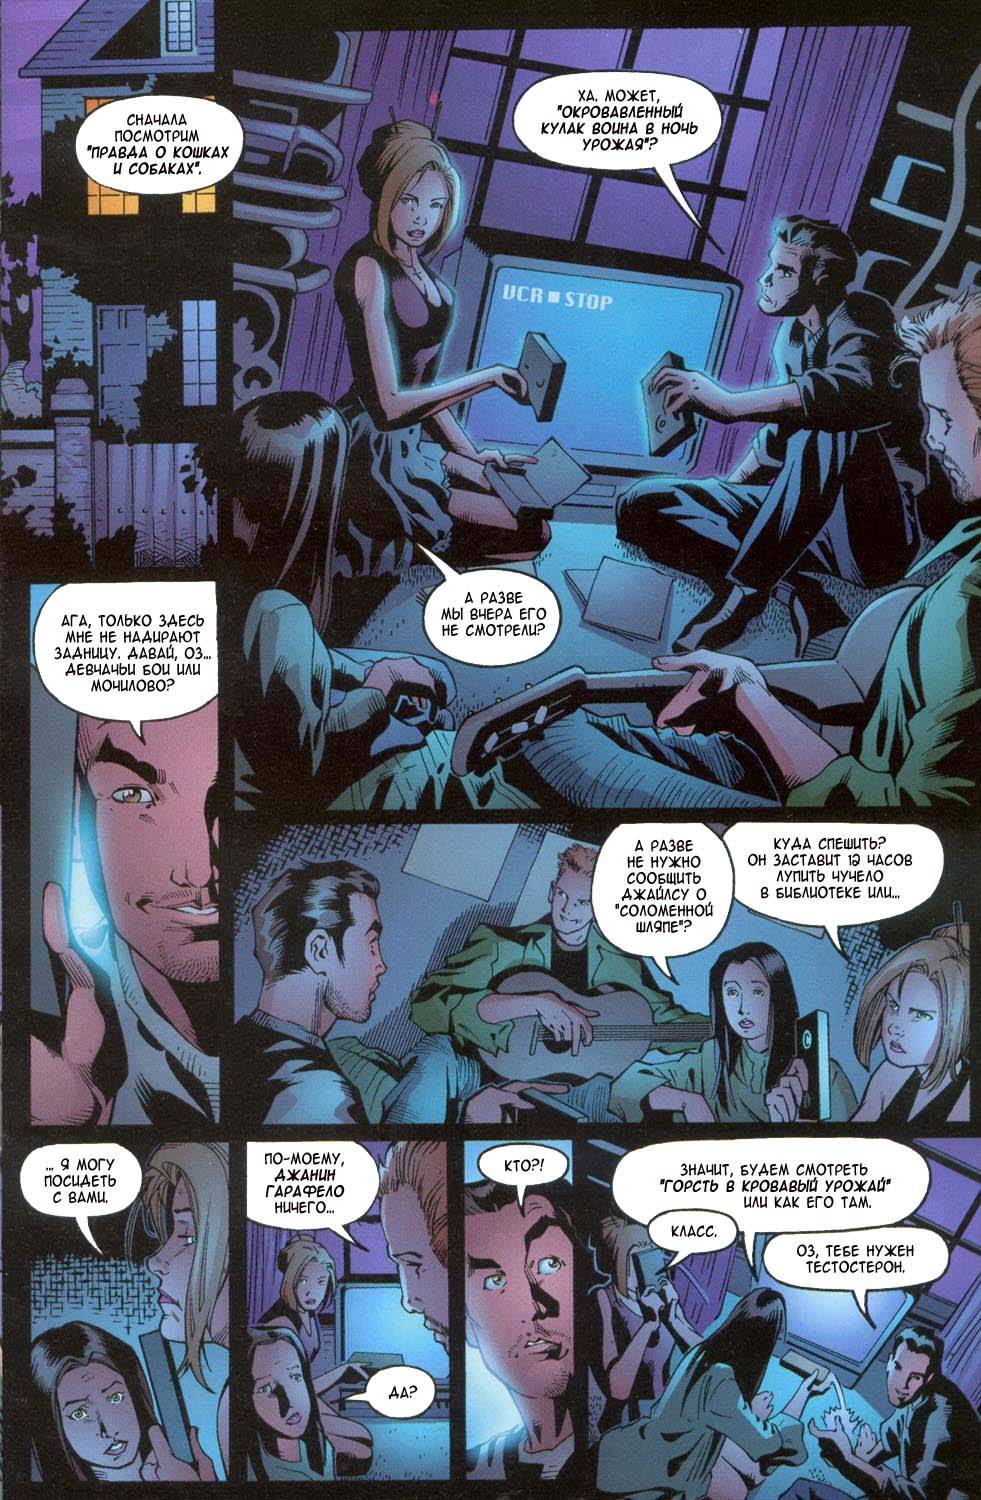 СНАЧАЛА
ПОСМОТРИМ
"ПРАВДА О КОШКАХ
И СОБАКАХ".
ХА. МОЖЕТ,
"ОКРОВАВЛЕННЫЙ
КУЛАК ВОИНА В НОЧЬ
УРОЖАЯ"?
VCR ■ STOP
А РАЗВЕ
МЫ ВЧЕРА ЕГО
НЕ СМОТРЕЛИ?
АГА, ТОЛЬКО ЗДЕСЬ
МНЕ НЕ НАДИРАЮТ
ЗАДНИЦУ. ДАВАЙ, ОЗ...
ДЕВЧАЧЬИ БОИ ИЛИ
МОЧИЛОВО?
А РАЗВЕ
НЕ НУЖНО
СООБЩИТЬ
ДЖАЙЛСУ О
"СОЛОМЕННОЙ
ШЛЯПЕ"?
КУДА СПЕШИТЬ?
ОН ЗАСТАВИТ 12 ЧАСОВ
ЛУПИТЬ ЧУЧЕЛО
В БИБЛИОТЕКЕ ИЛИ...
... Я МОГУ
ПОСИДЕТЬ
С ВАМИ.
ПО-МОЕМУ,
ДЖАНИН
ГАРАФЕЛО
НИЧЕГО...
ДА?
КТО?!
ЗНАЧИТ, БУДЕМ СМОТРЕТЬ
"ГОРСТЬ В КРОВАВЫЙ УРОЖАЙ"
ИЛИ КАК ЕГО ТАМ.
КЛАСС.
ОЗ, ТЕБЕ НУЖЕН
ТЕСТОСТЕРОН.